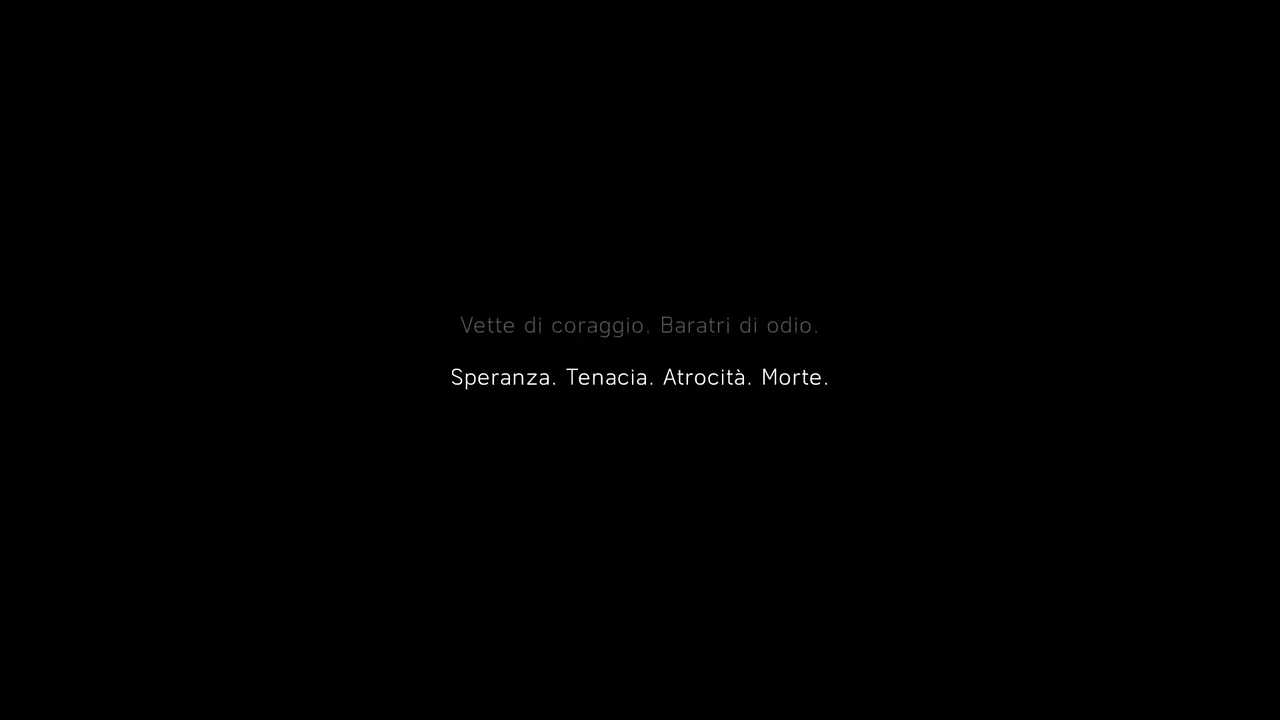 Vette di coraggio. Baratri di odio.
Speranza. Tenacia. Atrocità. Morte.